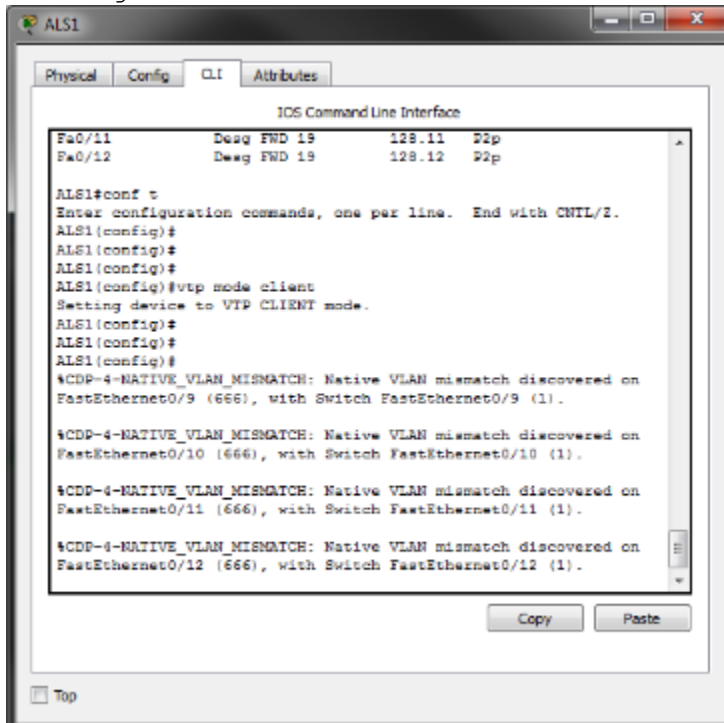 ALS1
Physical Config CLI Attributes
IOS Command Line Interface
Fa0/11 Desg FWD 19 128.11 P2p
Fa0/12 Desg FWD 19 128.12 P2p
ALS1#conf t
Enter configuration commands, one per line. End with CNTL/Z.
ALS1(config)#
ALS1(config)#
ALS1(config)#
ALS1(config)#vtp mode client
Setting device to VTP CLIENT mode.
ALS1(config)#
ALS1(config)#
ALS1(config)#
%CDP-4-NATIVE_VLAN_MISMATCH: Native VLAN mismatch discovered on
FastEthernet0/9 (666), with Switch FastEthernet0/9 (1).
%CDP-4-NATIVE_VLAN_MISMATCH: Native VLAN mismatch discovered on
FastEthernet0/10 (666), with Switch FastEthernet0/10 (1).
%CDP-4-NATIVE_VLAN_MISMATCH: Native VLAN mismatch discovered on
FastEthernet0/11 (666), with Switch FastEthernet0/11 (1).
%CDP-4-NATIVE_VLAN_MISMATCH: Native VLAN mismatch discovered on
FastEthernet0/12 (666), with Switch FastEthernet0/12 (1).
Copy Paste
Top